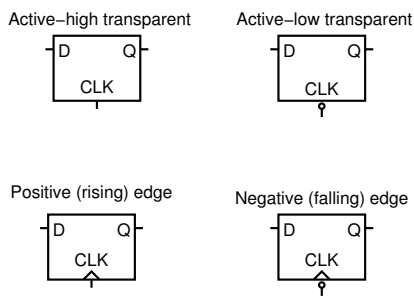 Active−high transparent
D Q
CLK
Active−low transparent
D Q
CLK
Positive (rising) edge
D Q
CLK
Negative (falling) edge
D Q
CLK